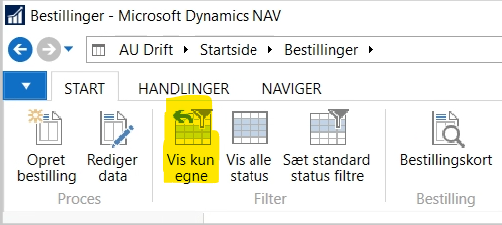 Bestillinger - Microsoft Dynamics NAV
AU Drift Startside Bestillinger
START HANDLINGER NAVIGER
Opret bestilling
Rediger data
Vis kun egne
Vis alle status
Sæt standard status filtre
Bestillingskort
Proces Filter Bestilling